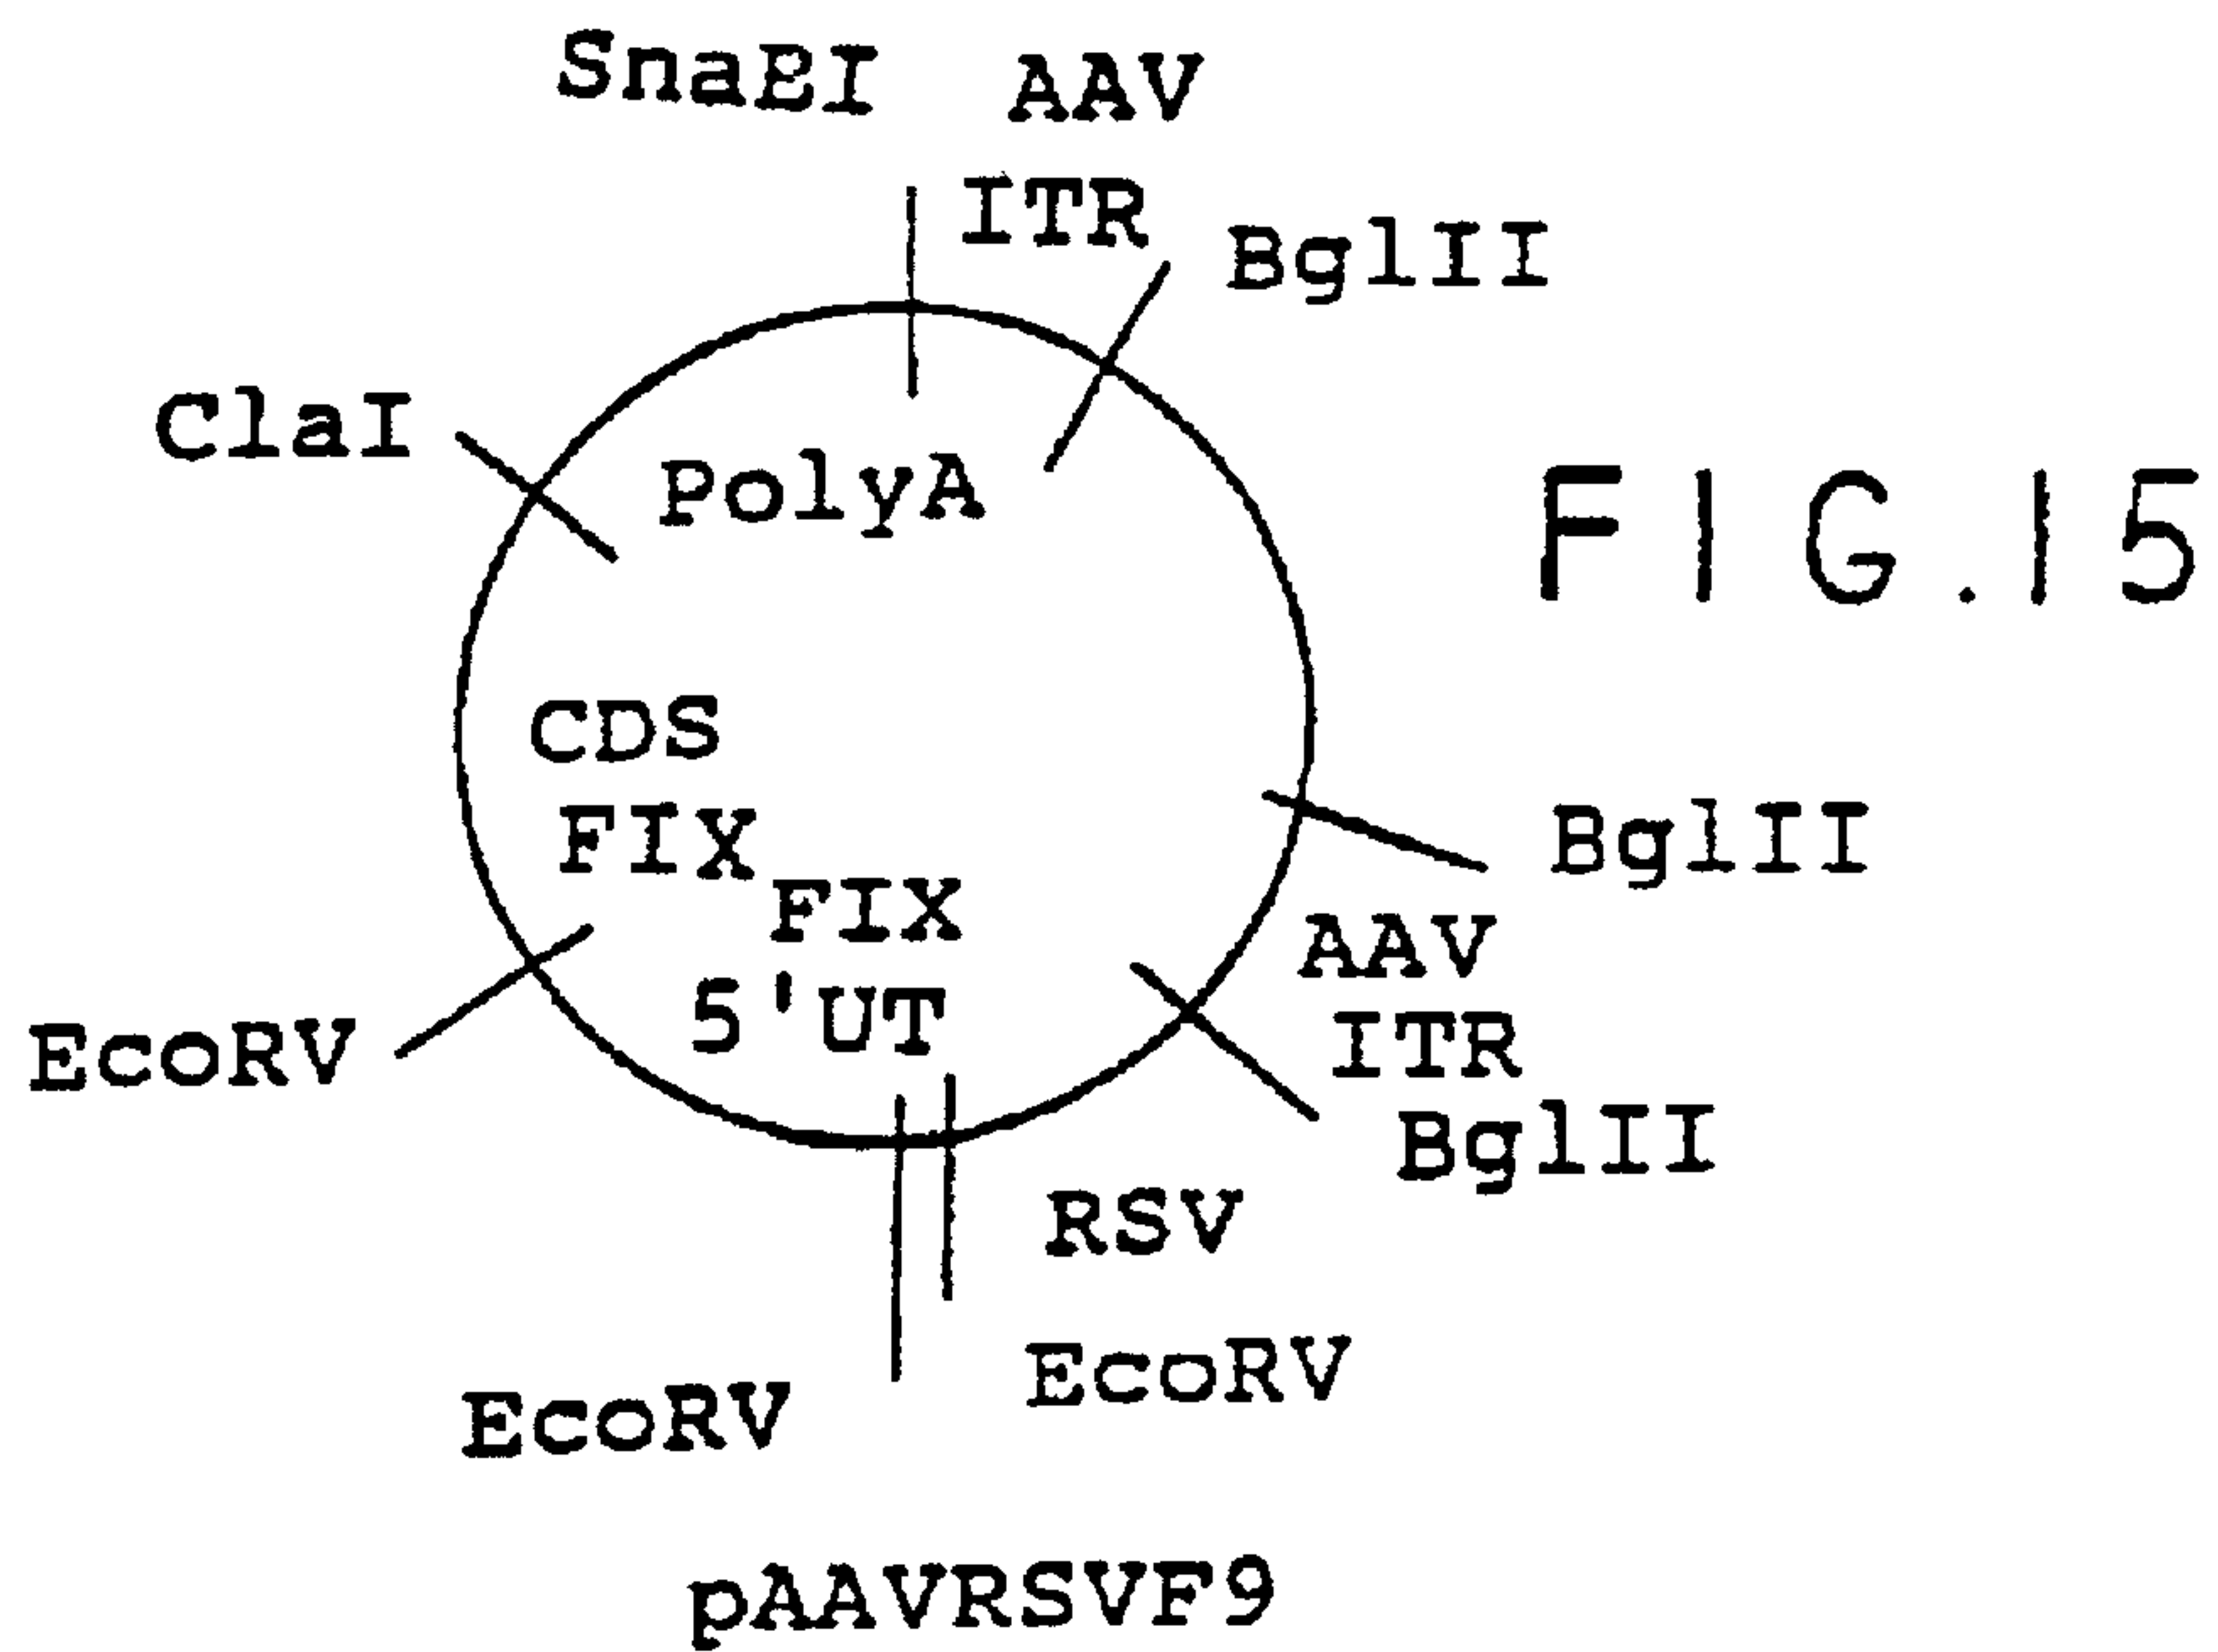 SnaBI AAV
ITR
BglII
ClaI
PolyA
FIG.15
CDS
FIX
BglII
FIX
AAV
5'UT
ITR
EcoRV
BglII
RSV
EcoRV
EcoRV
pAAVRSVF9